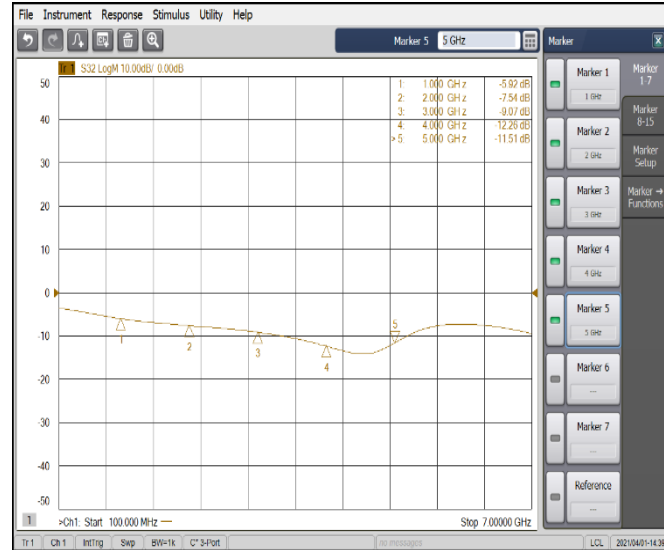 File Instrument Response Stimulus Utility Help
Marker 5 5 GHz
Marker X
Tr 1 S32 LogM 10.00dB/ 0.00dB
1: 1.000 GHz -5.92 dB
2: 2.000 GHz -7.54 dB
3: 3.000 GHz -9.07 dB
4: 4.000 GHz -12.26 dB
> 5: 5.000 GHz -11.51 dB
50
40
30
20
10
0
-10
-20
-30
-40
-50
1
2
3
4
5
1 >Ch1: Start 100.000 MHz — Stop 7.00000 GHz
Marker 1
1 GHz
Marker 2
2 GHz
Marker 3
3 GHz
Marker 4
4 GHz
Marker 5
5 GHz
Marker 6
---
Marker 7
---
Reference
---
Marker
1-7
Marker
8-15
Marker
Setup
Marker →
Functions
Tr 1 Ch 1 IntTrig Swp BW=1k C* 3-Port no messages LCL 2021/04/01-14:39